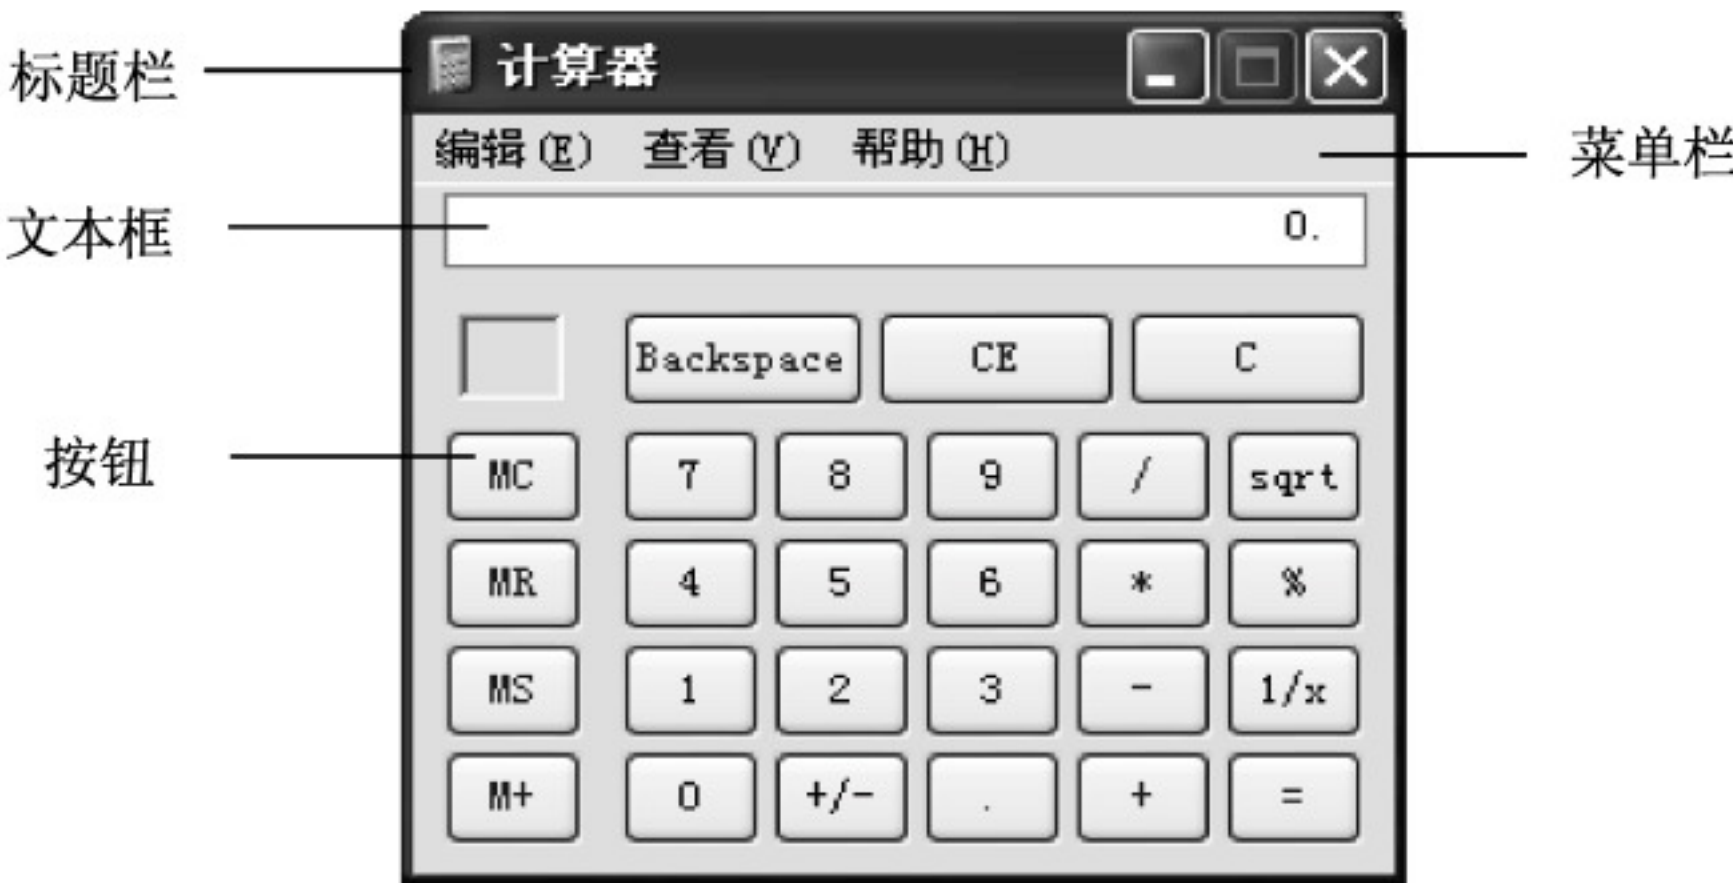 标题栏
计算器
编辑(E) 查看(V) 帮助(H)
菜单栏
文本框
0.
Backspace CE C
按钮
MC 7 8 9 / sqrt
MR 4 5 6 * %
MS 1 2 3 - 1/x
M+ 0 +/- . + =